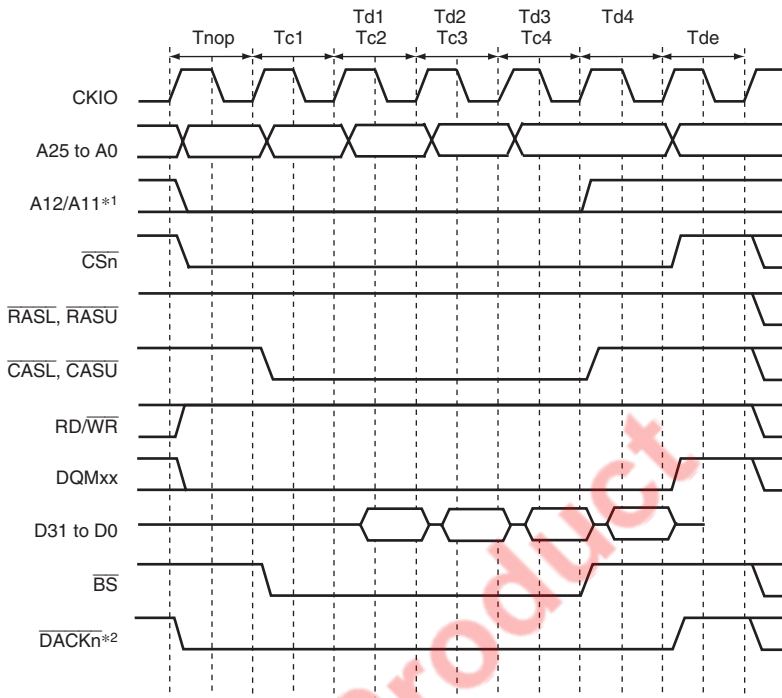 Td1 Td2 Td3 Td4
Tnop Tc1 Tc2 Tc3 Tc4 Tde
CKIO
A25 to A0
A12/A11*1
CSn
RASL, RASU
CASL, CASU
RD/WR
DQMxx
D31 to D0
BS
DACKn*2
roduct